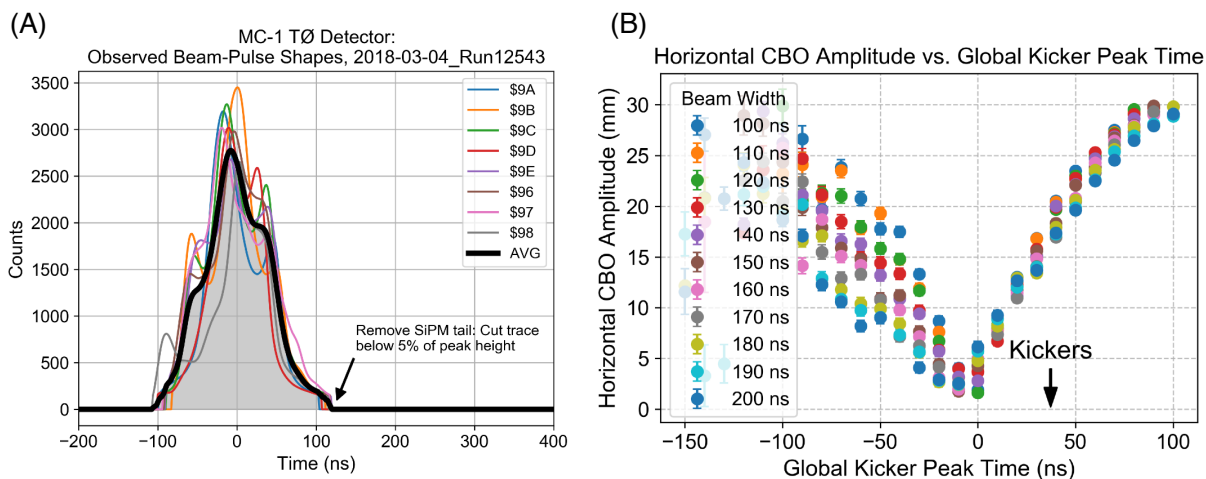 (A)
MC-1 TØ Detector:
Observed Beam-Pulse Shapes, 2018-03-04_Run12543
Counts
3500
3000
2500
2000
1500
1000
500
0
$9A
$9B
$9C
$9D
$9E
$96
$97
$98
AVG
Remove SiPM tail: Cut trace
below 5% of peak height
−200
−100
0
100
200
300
400
Time (ns)
(B)
Horizontal CBO Amplitude vs. Global Kicker Peak Time
Horizontal CBO Amplitude (mm)
30
25
20
15
10
5
0
Beam Width
100 ns
110 ns
120 ns
130 ns
140 ns
150 ns
160 ns
170 ns
180 ns
190 ns
200 ns
Kickers
−150
−100
−50
0
50
100
Global Kicker Peak Time (ns)